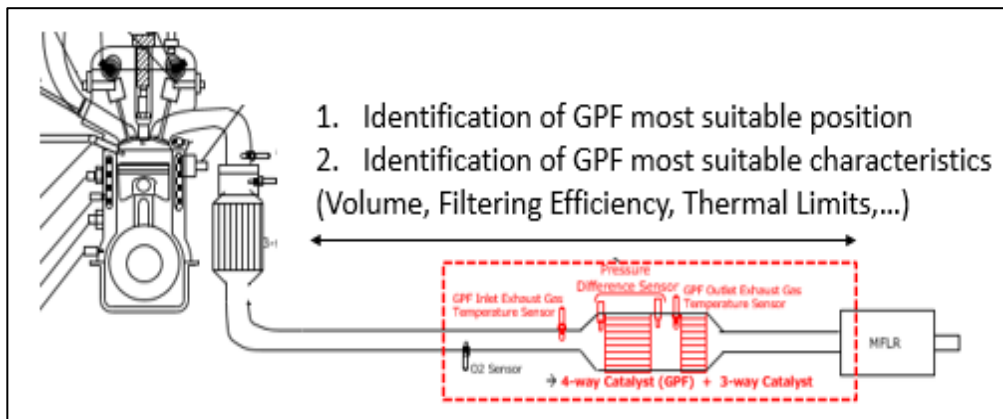 1. Identification of GPF most suitable position
2. Identification of GPF most suitable characteristics
(Volume, Filtering Efficiency, Thermal Limits,...)
Pressure
Difference Sensor
GPF Inlet Exhaust Gas
Temperature Sensor
GPF Outlet Exhaust Gas
Temperature Sensor
MFLR
O2 Sensor
→ 4-way Catalyst (GPF) + 3-way Catalyst